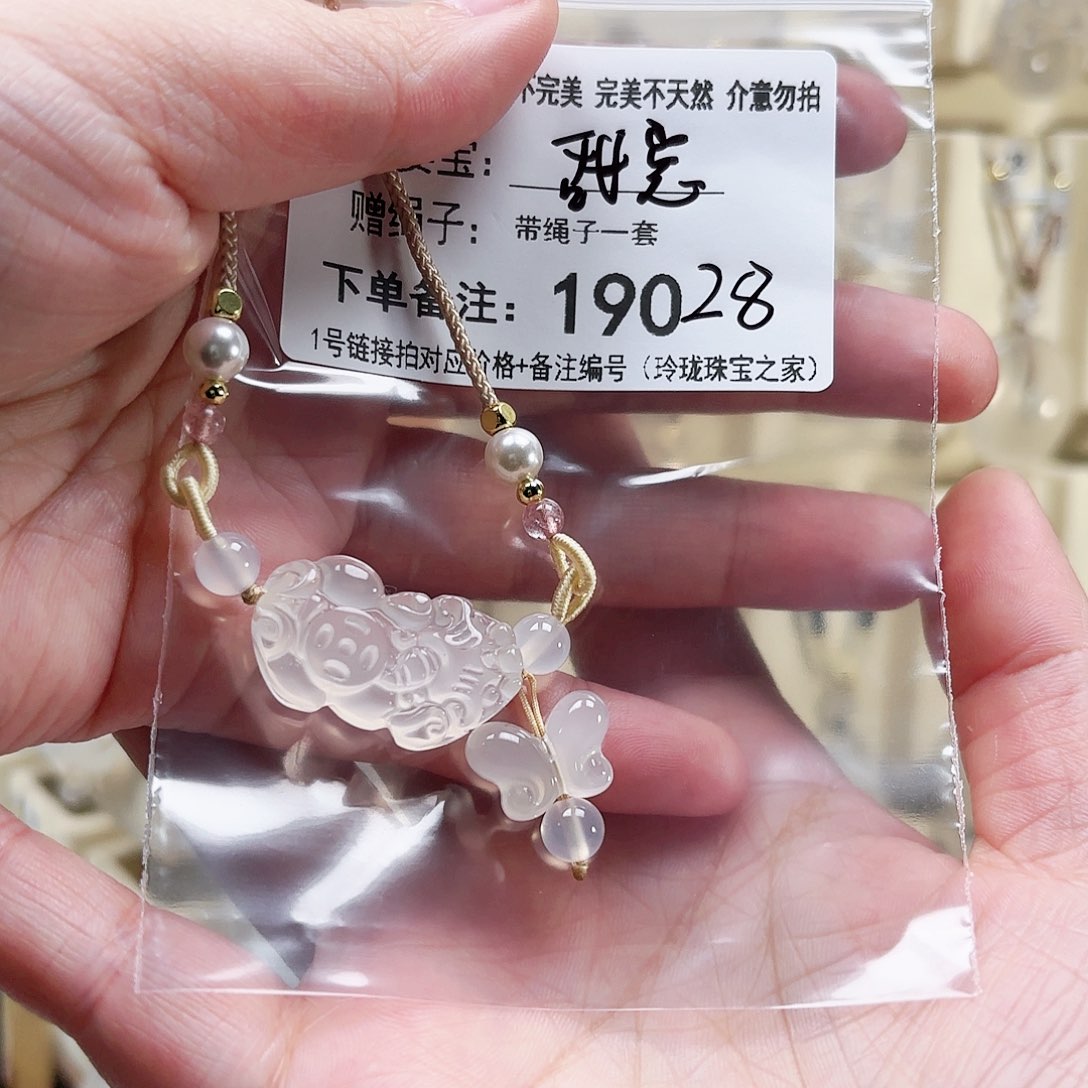 不完美 完美不天然 介意勿拍
宝：
赠绳子：带绳子一套
下单备注：19028
1号链接拍对应价格+备注编号（玲珑珠宝之家）